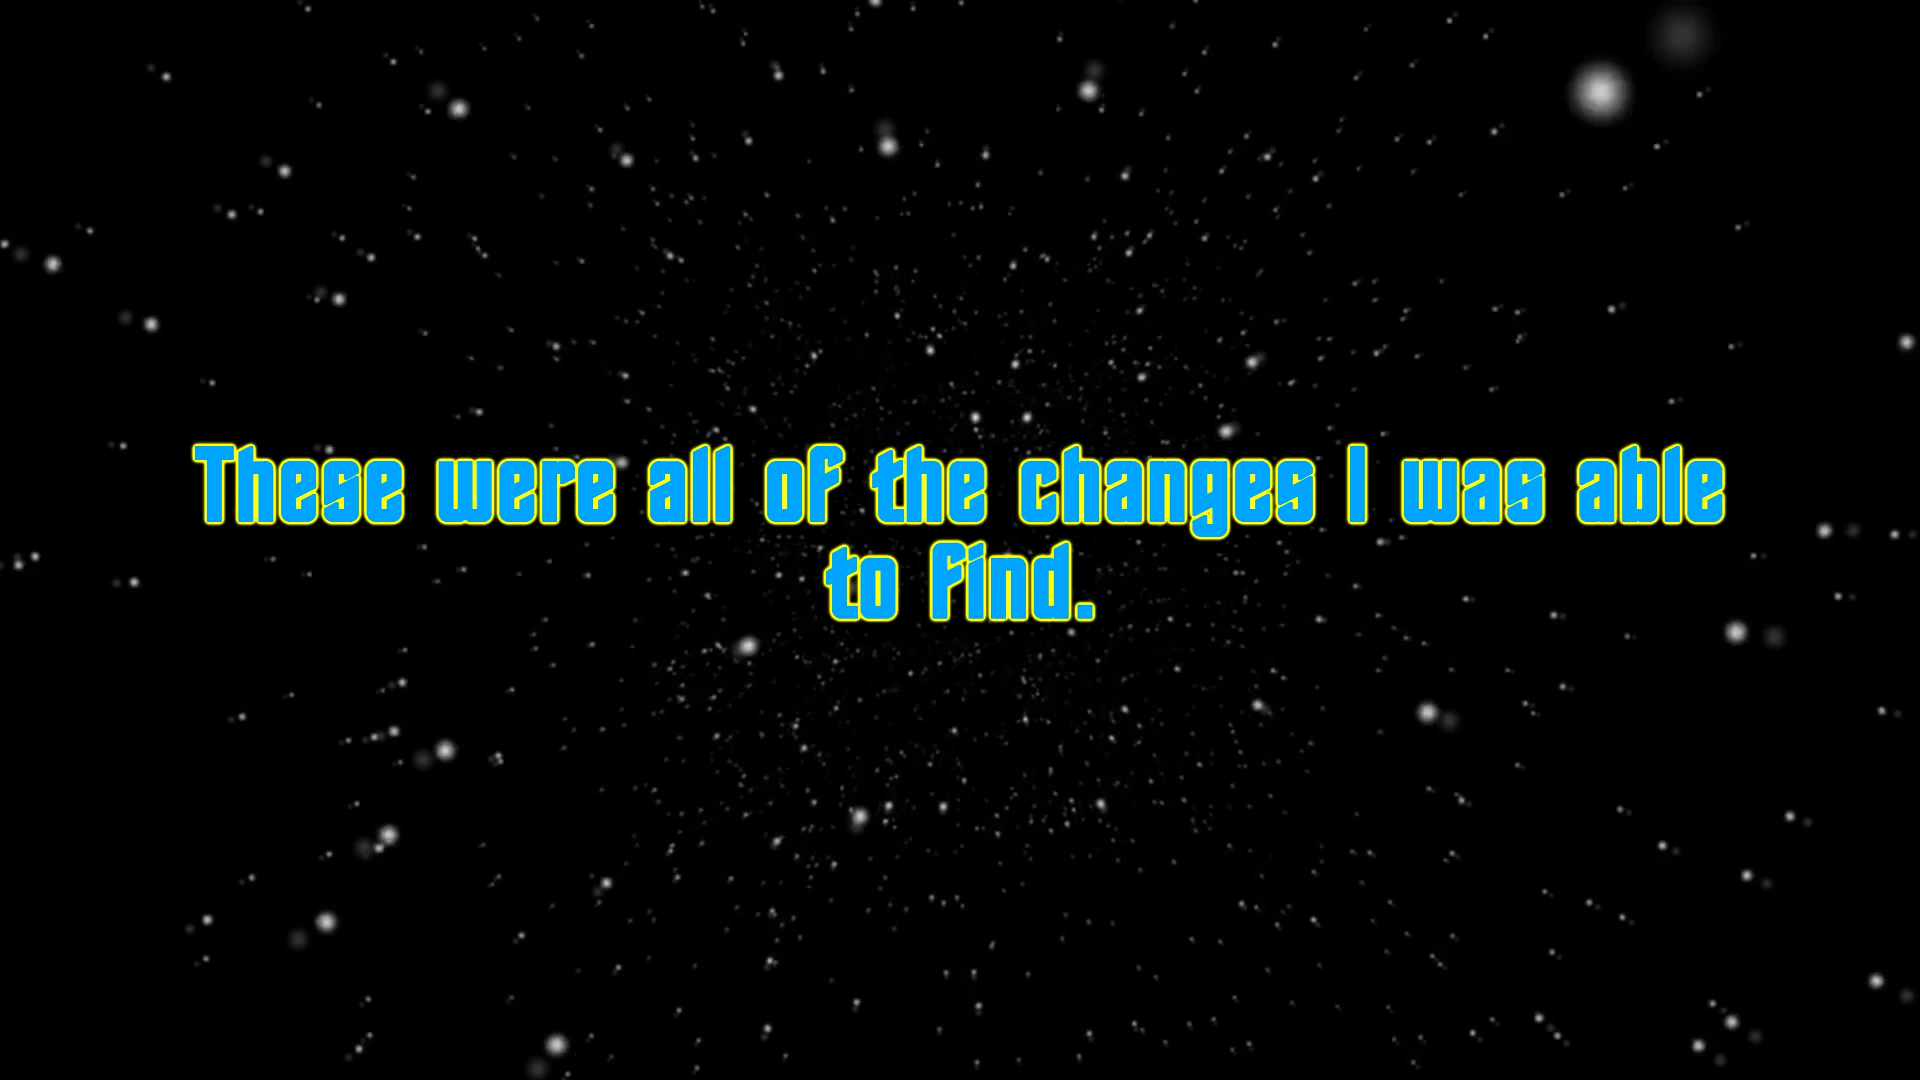 These were all of the changes I was able
to find.